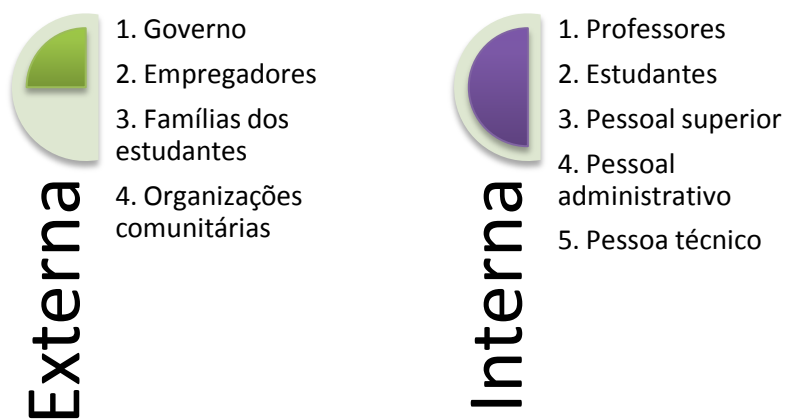 Externa
1. Governo
2. Empregadores
3. Famílias dos
estudantes
4. Organizações
comunitárias
Interna
1. Professores
2. Estudantes
3. Pessoal superior
4. Pessoal
administrativo
5. Pessoa técnico